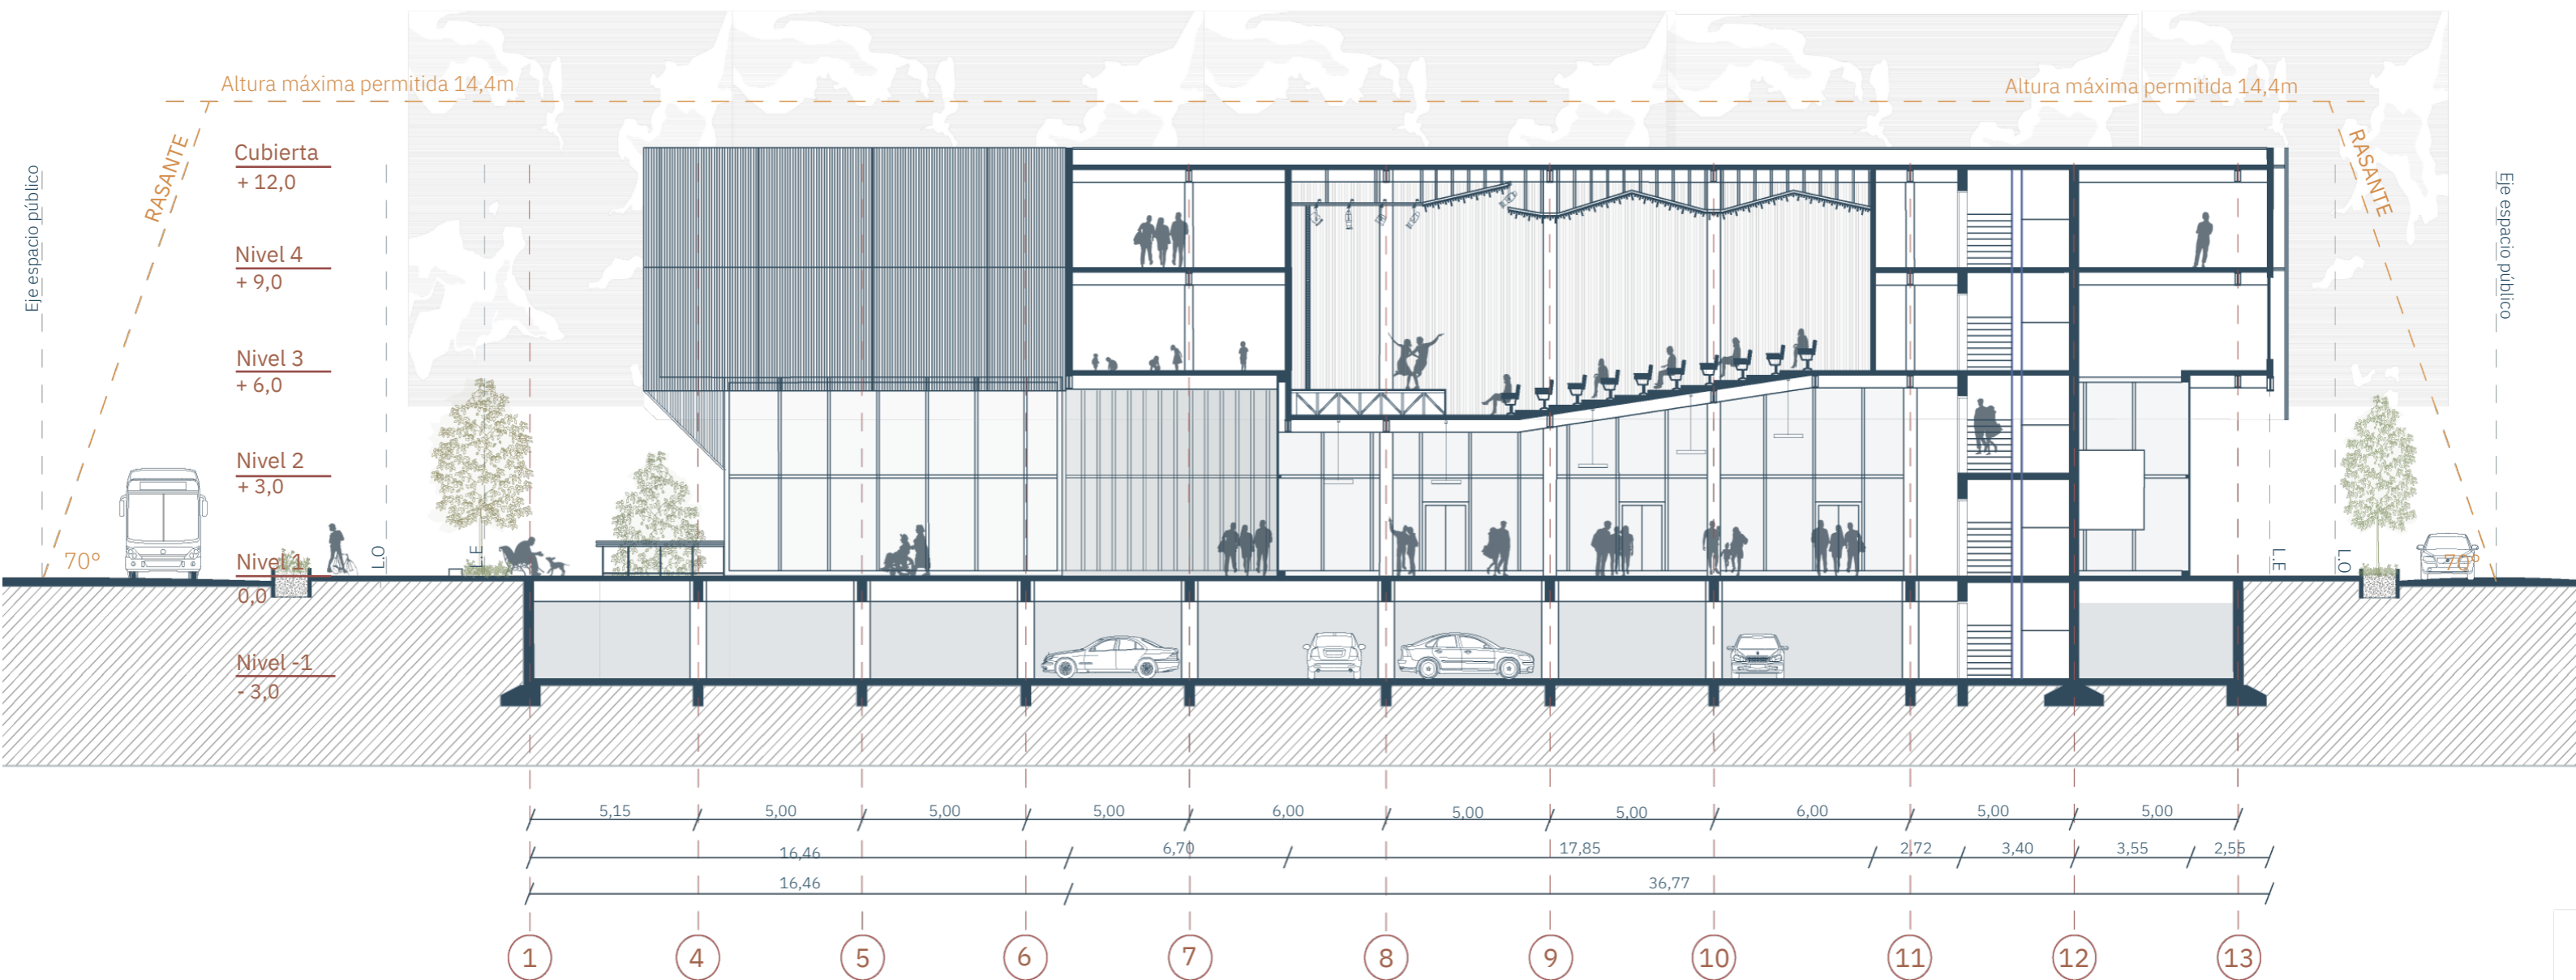 Altura máxima permitida 14,4m
Altura máxima permitida 14,4m
RASANTE
RASANTE
Eje espacio público
Eje espacio público
Cubierta
+ 12,0
Nivel 4
+ 9,0
Nivel 3
+ 6,0
Nivel 2
+ 3,0
Nivel 1
0,0
Nivel -1
- 3,0
70°
70°
L.O
L.E
L.E
L.O
5,15 5,00 5,00 5,00 6,00 5,00 5,00 6,00 5,00 5,00
16,46 6,70 17,85 2,72 3,40 3,55 2,55
16,46 36,77
1 4 5 6 7 8 9 10 11 12 13